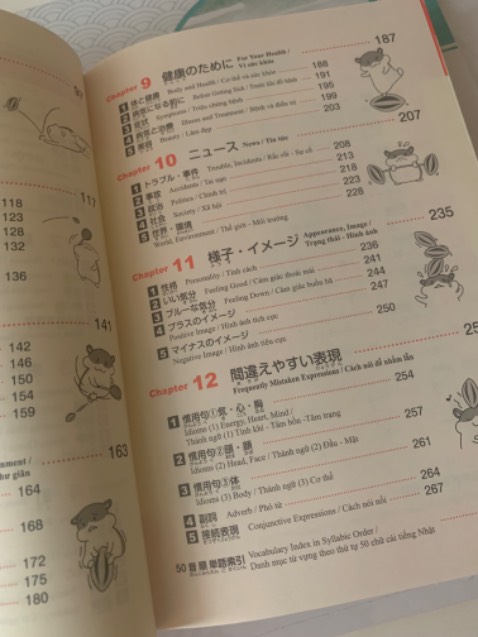 97
117
118
123
128
132
136
141
142
146
150
154
159
163
164
168
172
175
180
Chapter 9 健康のために For Your Health / Vì sức khỏe 187
1 体と健康 Body and Health / Cơ thể và sức khỏe 188
2 病気になる前に Before Getting Sick / Trước khi đổ bệnh 191
3 症状 Symptoms / Triệu chứng bệnh 195
4 病気と治療 Illness and Treatment / Bệnh và điều trị 199
5 美容 Beauty / Làm đẹp 203
Chapter 10 ニュース News / Tin tức 207
1 トラブル・事件 Trouble, Incidents / Rắc rối - Sự cố 208
2 事故 Accidents / Tai nạn 213
3 政治 Politics / Chính trị 218
4 社会 Society / Xã hội 223
5 世界・環境 228
World, Environment / Thế giới - Môi trường
Chapter 11 様子・イメージ Appearance, Image / Trạng thái - Hình ảnh 235
1 性格 Personality / Tính cách 236
2 いい気分 Feeling Good / Cảm giác thoải mái 241
3 ブルーな気分 Feeling Down / Cảm giác buồn bã 244
4 プラスのイメージ 247
Positive Image / Hình ảnh tích cực
5 マイナスのイメージ 250
Negative Image / Hình ảnh tiêu cực
Chapter 12 間違えやすい表現
Frequently Mistaken Expressions / Cách nói dễ nhầm lẫn
1 慣用句①気・心・胸 254
Idioms (1) Energy, Heart, Mind /
Thành ngữ (1) Tính khí - Tâm hồn - Tâm trạng
2 慣用句②頭・顔 257
Idioms (2) Head, Face / Thành ngữ (2) Đầu - Mặt
3 慣用句③体 261
Idioms (3) Body / Thành ngữ (3) Cơ thể
4 副詞 Adverb / Phó từ 264
5 接続表現 Conjunctive Expressions / Cách nói nối 267
50音順単語索引 Vocabulary Index in Syllabic Order /
Danh mục từ vựng theo thứ tự 50 chữ cái tiếng Nhật